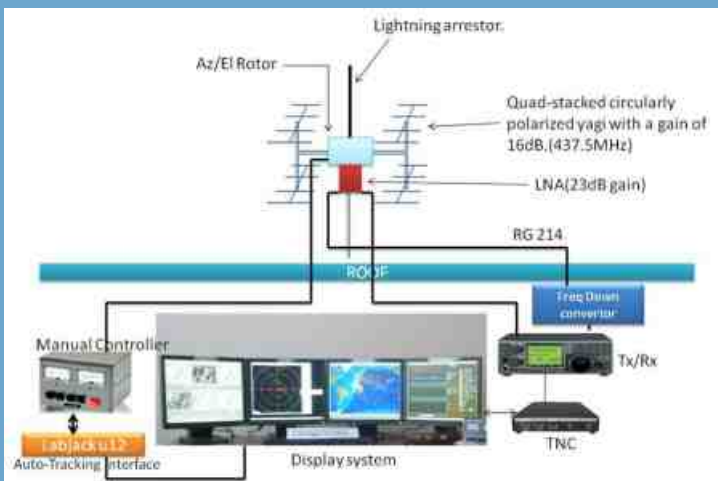 Lightning arrestor.
Az/El Rotor
Quad-stacked circularly
polarized yagi with a gain of
16dB.(437.5MHz)
LNA(23dB gain)
RG 214
ROOF
Freq Down
convertor
Manual Controller
Tx/Rx
Labjack u12
Auto-Tracking Interface
Display system
TNC